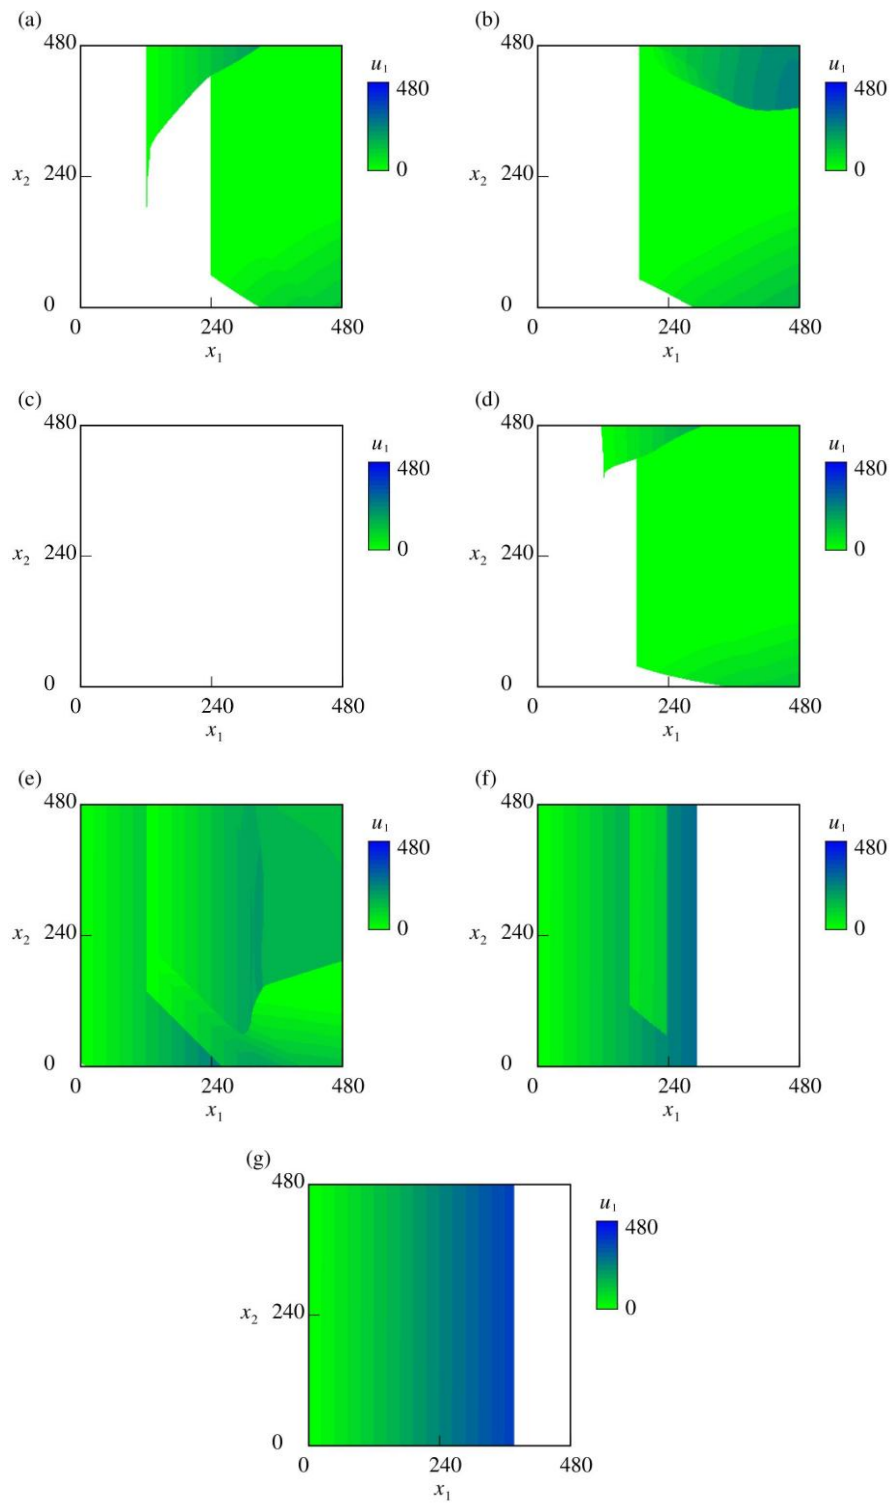 (a) (b)
480 480
u₁ u₁
480 480
x₂ 240 0 x₂ 240 0
0 0
0 240 480 0 240 480
x₁ x₁
(c) (d)
480 480
u₁ u₁
480 480
x₂ 240 0 x₂ 240 0
0 0
0 240 480 0 240 480
x₁ x₁
(e) (f)
480 480
u₁ u₁
480 480
x₂ 240 0 x₂ 240 0
0 0
0 240 480 0 240 480
x₁ x₁
(g)
480
u₁
480
x₂ 240 0
0
0 240 480
x₁